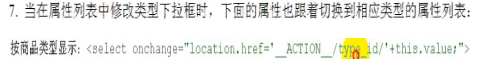 7. 当在属性列表中修改类型下拉框时，下面的属性也跟着切换到相应类型的属性列表：
按商品类型显示: <select onchange="location.href='__ACTION__/type_id/'+this.value;">